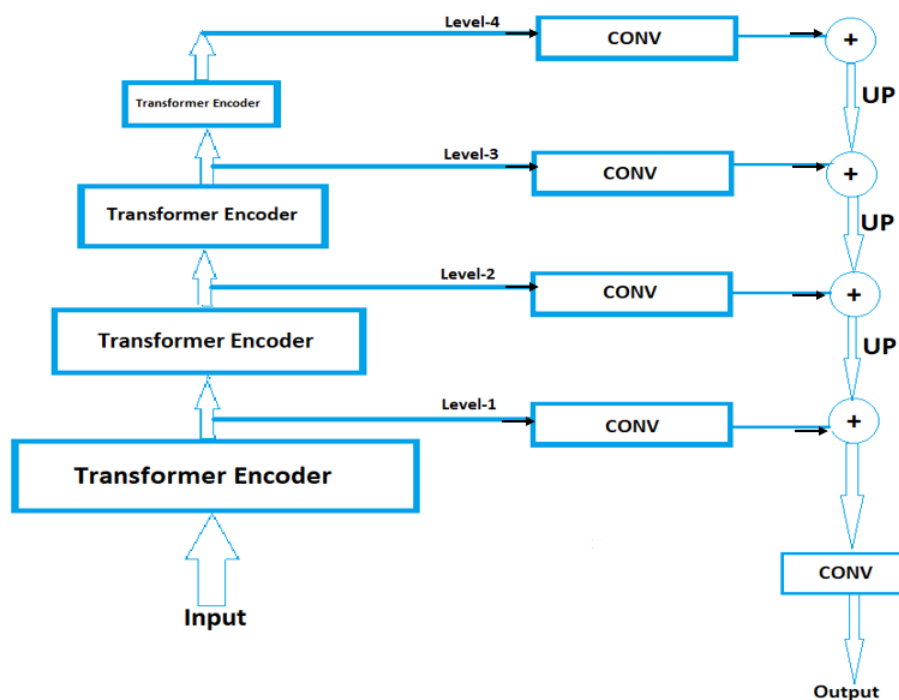 Level-4
CONV
+
Transformer Encoder
UP
Level-3
CONV
+
Transformer Encoder
UP
Level-2
CONV
+
Transformer Encoder
UP
Level-1
CONV
+
Transformer Encoder
CONV
Input
Output